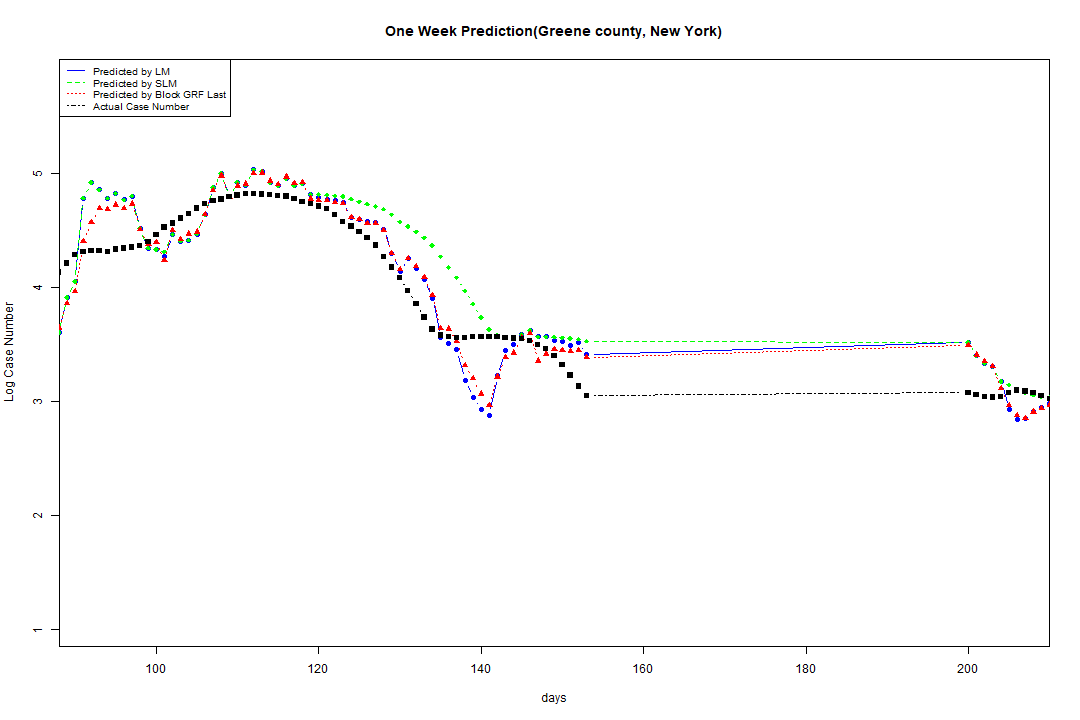 One Week Prediction(Greene county, New York)
Predicted by LM
Predicted by SLM
Predicted by Block GRF Last
Actual Case Number
5
4
3
2
1
Log Case Number
100 120 140 160 180 200
days